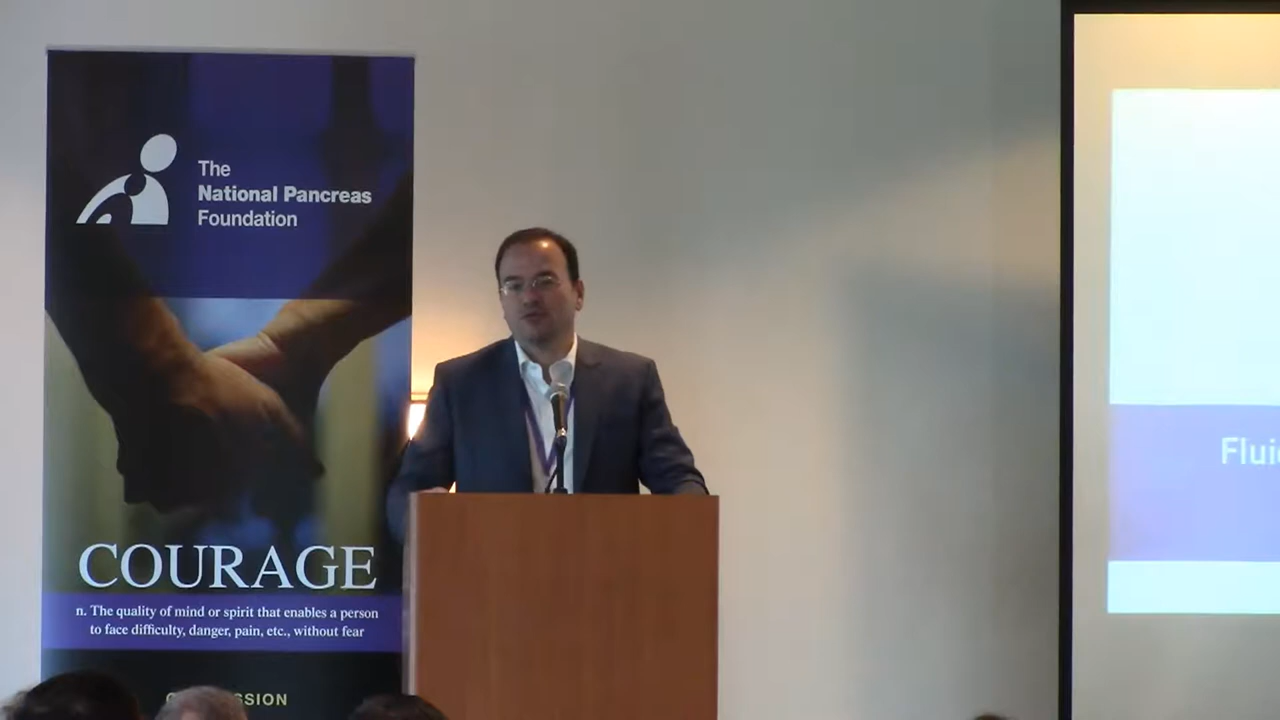 The
National Pancreas
Foundation
COURAGE
n. The quality of mind or spirit that enables a person
to face difficulty, danger, pain, etc., without fear